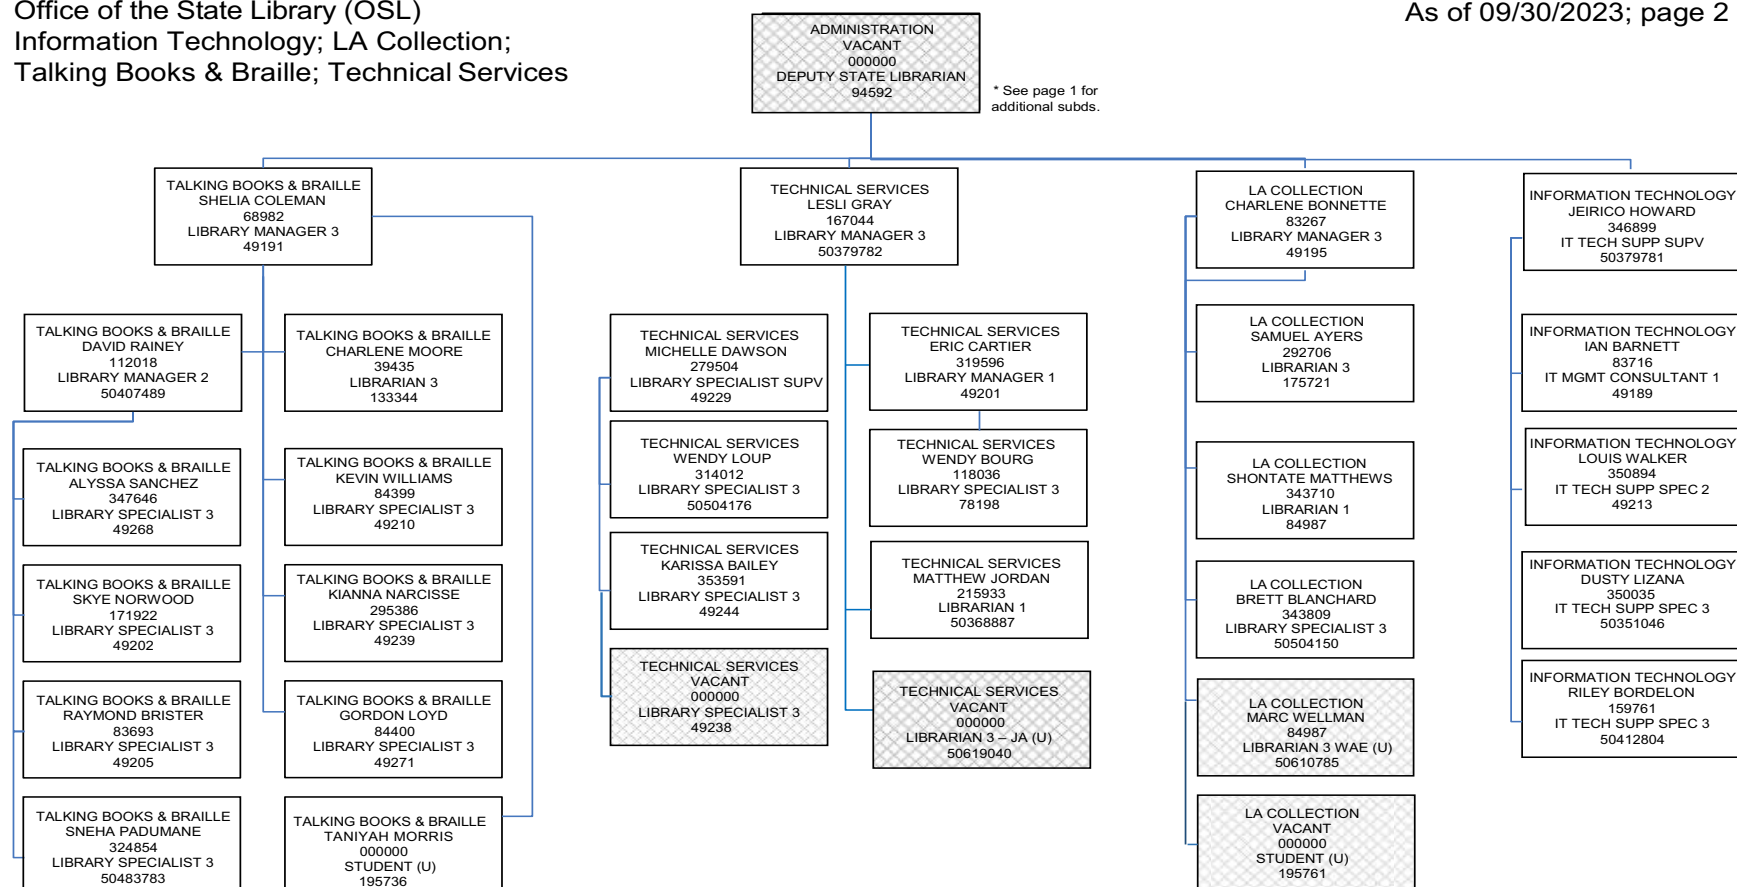 Office of the State Library (OSL)
Information Technology; LA Collection;
Talking Books & Braille; Technical Services
As of 09/30/2023; page 2
ADMINISTRATION
VACANT
000000
DEPUTY STATE LIBRARIAN
94592
* See page 1 for
additional subds.
TALKING BOOKS & BRAILLE
SHELIA COLEMAN
68982
LIBRARY MANAGER 3
49191
TECHNICAL SERVICES
LESLI GRAY
167044
LIBRARY MANAGER 3
50379782
LA COLLECTION
CHARLENE BONNETTE
83267
LIBRARY MANAGER 3
49195
INFORMATION TECHNOLOGY
JEIRICO HOWARD
346899
IT TECH SUPP SUPV
50379781
TALKING BOOKS & BRAILLE
DAVID RAINEY
112018
LIBRARY MANAGER 2
50407489
TALKING BOOKS & BRAILLE
CHARLENE MOORE
39435
LIBRARIAN 3
133344
TECHNICAL SERVICES
MICHELLE DAWSON
279504
LIBRARY SPECIALIST SUPV
49229
TECHNICAL SERVICES
ERIC CARTIER
319596
LIBRARY MANAGER 1
49201
LA COLLECTION
SAMUEL AYERS
292706
LIBRARIAN 3
175721
INFORMATION TECHNOLOGY
IAN BARNETT
83716
IT MGMT CONSULTANT 1
49189
TALKING BOOKS & BRAILLE
ALYSSA SANCHEZ
347646
LIBRARY SPECIALIST 3
49268
TALKING BOOKS & BRAILLE
KEVIN WILLIAMS
84399
LIBRARY SPECIALIST 3
49210
TECHNICAL SERVICES
WENDY LOUP
314012
LIBRARY SPECIALIST 3
50504176
TECHNICAL SERVICES
WENDY BOURG
118036
LIBRARY SPECIALIST 3
78198
LA COLLECTION
SHONTATE MATTHEWS
343710
LIBRARIAN 1
84987
INFORMATION TECHNOLOGY
LOUIS WALKER
350894
IT TECH SUPP SPEC 2
49213
TALKING BOOKS & BRAILLE
SKYE NORWOOD
171922
LIBRARY SPECIALIST 3
49202
TALKING BOOKS & BRAILLE
KIANNA NARCISSE
295386
LIBRARY SPECIALIST 3
49239
TECHNICAL SERVICES
KARISSA BAILEY
353591
LIBRARY SPECIALIST 3
49244
TECHNICAL SERVICES
MATTHEW JORDAN
215933
LIBRARIAN 1
50368887
LA COLLECTION
BRETT BLANCHARD
343809
LIBRARY SPECIALIST 3
50504150
INFORMATION TECHNOLOGY
DUSTY LIZANA
350035
IT TECH SUPP SPEC 3
50351046
TALKING BOOKS & BRAILLE
RAYMOND BRISTER
83693
LIBRARY SPECIALIST 3
49205
TALKING BOOKS & BRAILLE
GORDON LOYD
84400
LIBRARY SPECIALIST 3
49271
TECHNICAL SERVICES
VACANT
000000
LIBRARY SPECIALIST 3
49238
TECHNICAL SERVICES
VACANT
000000
LIBRARIAN 3 – JA (U)
50619040
LA COLLECTION
MARC WELLMAN
84987
LIBRARIAN 3 WAE (U)
50610785
INFORMATION TECHNOLOGY
RILEY BORDELON
159761
IT TECH SUPP SPEC 3
50412804
TALKING BOOKS & BRAILLE
SNEHA PADUMANE
324854
LIBRARY SPECIALIST 3
50483783
TALKING BOOKS & BRAILLE
TANIYAH MORRIS
000000
STUDENT (U)
195736
LA COLLECTION
VACANT
000000
STUDENT (U)
195761